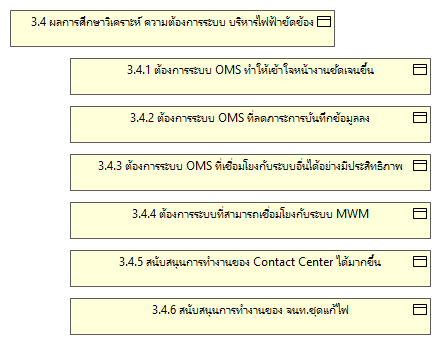 3.4 ผลการศึกษาวิเคราะห์ ความต้องการระบบ บริหารไฟฟ้าขัดข้อง
3.4.1 ต้องการระบบ OMS ทำให้เข้าใจหน้างานชัดเจนขึ้น
3.4.2 ต้องการระบบ OMS ที่ลดภาระการบันทึกข้อมูลลง
3.4.3 ต้องการระบบ OMS ที่เชื่อมโยงกับระบบอื่นได้อย่างมีประสิทธิภาพ
3.4.4 ต้องการระบบที่สามารถเชื่อมโยงกับระบบ MWM
3.4.5 สนับสนุนการทำงานของ Contact Center ได้มากขึ้น
3.4.6 สนับสนุนการทำงานของ จนท.ชุดแก้ไฟ